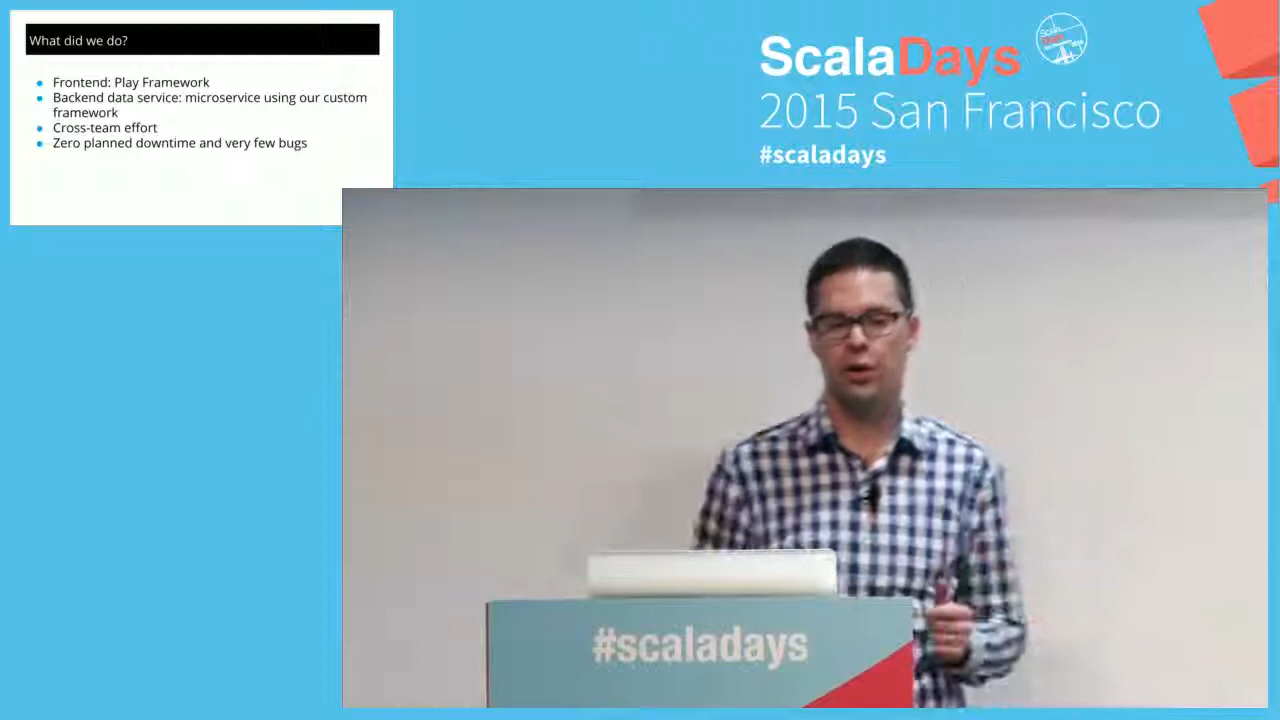 What did we do?
Frontend: Play Framework
Backend data service: microservice using our custom
framework
Cross-team effort
Zero planned downtime and very few bugs
ScalaDays
2015 San Francisco
#scaladays
#scaladays